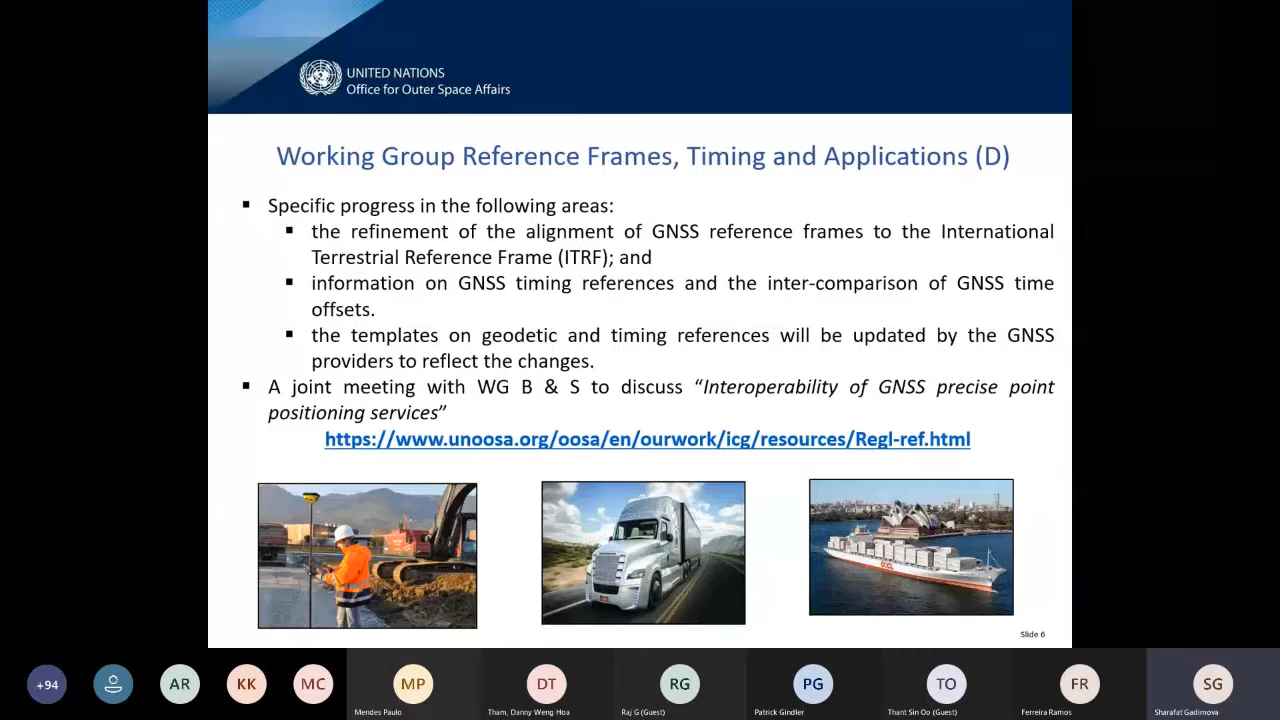 UNITED NATIONS
Office for Outer Space Affairs
Working Group Reference Frames, Timing and Applications (D)
▪ Specific progress in the following areas:
▪ the refinement of the alignment of GNSS reference frames to the International
Terrestrial Reference Frame (ITRF); and
▪ information on GNSS timing references and the inter-comparison of GNSS time
offsets.
▪ the templates on geodetic and timing references will be updated by the GNSS
providers to reflect the changes.
▪ A joint meeting with WG B & S to discuss “Interoperability of GNSS precise point
positioning services”
https://www.unoosa.org/oosa/en/ourwork/icg/resources/Regl-ref.html
OOCL
Slide 6
+94
AR
KK
MC
MP
DT
RG
PG
TO
FR
SG
Mendes Paulo
Tham, Danny Weng Hoa
Raj G (Guest)
Patrick Gindler
Thant Sin Oo (Guest)
Ferreira Ramos
Sharafat Gadimova